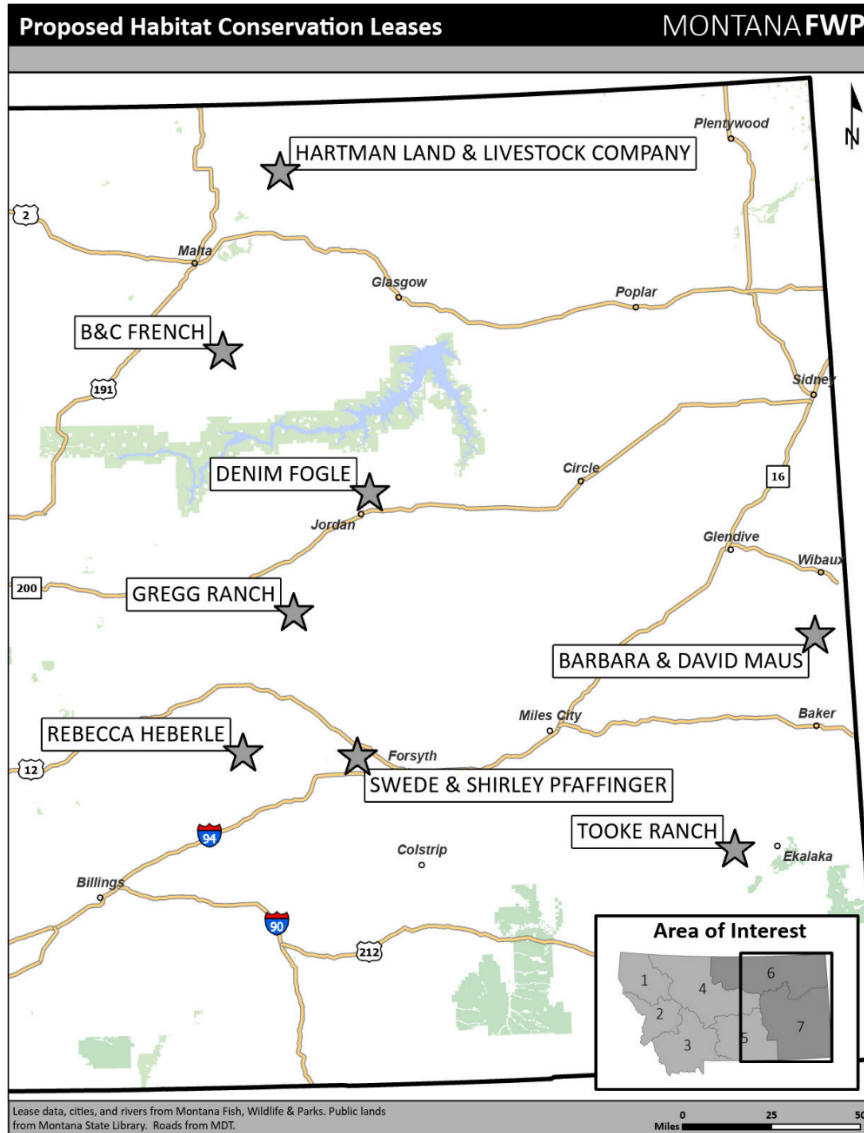 Proposed Habitat Conservation Leases
MONTANA FWP
N
Plentywood
HARTMAN LAND & LIVESTOCK COMPANY
2
Malta
Glasgow
Poplar
B&C FRENCH
191
Sidney
DENIM FOGLE
Circle
16
Jordan
Glendive
Wibaux
200
GREGG RANCH
BARBARA & DAVID MAUS
Miles City
Baker
REBECCA HEBERLE
Forsyth
12
SWEDE & SHIRLEY PFAFFINGER
94
TOOKE RANCH
Colstrip
Ekalaka
Billings
90
212
Area of Interest
1
4
6
2
3
5
7
Lease data, cities, and rivers from Montana Fish, Wildlife & Parks. Public lands
from Montana State Library. Roads from MDT.
0 25 50
Miles